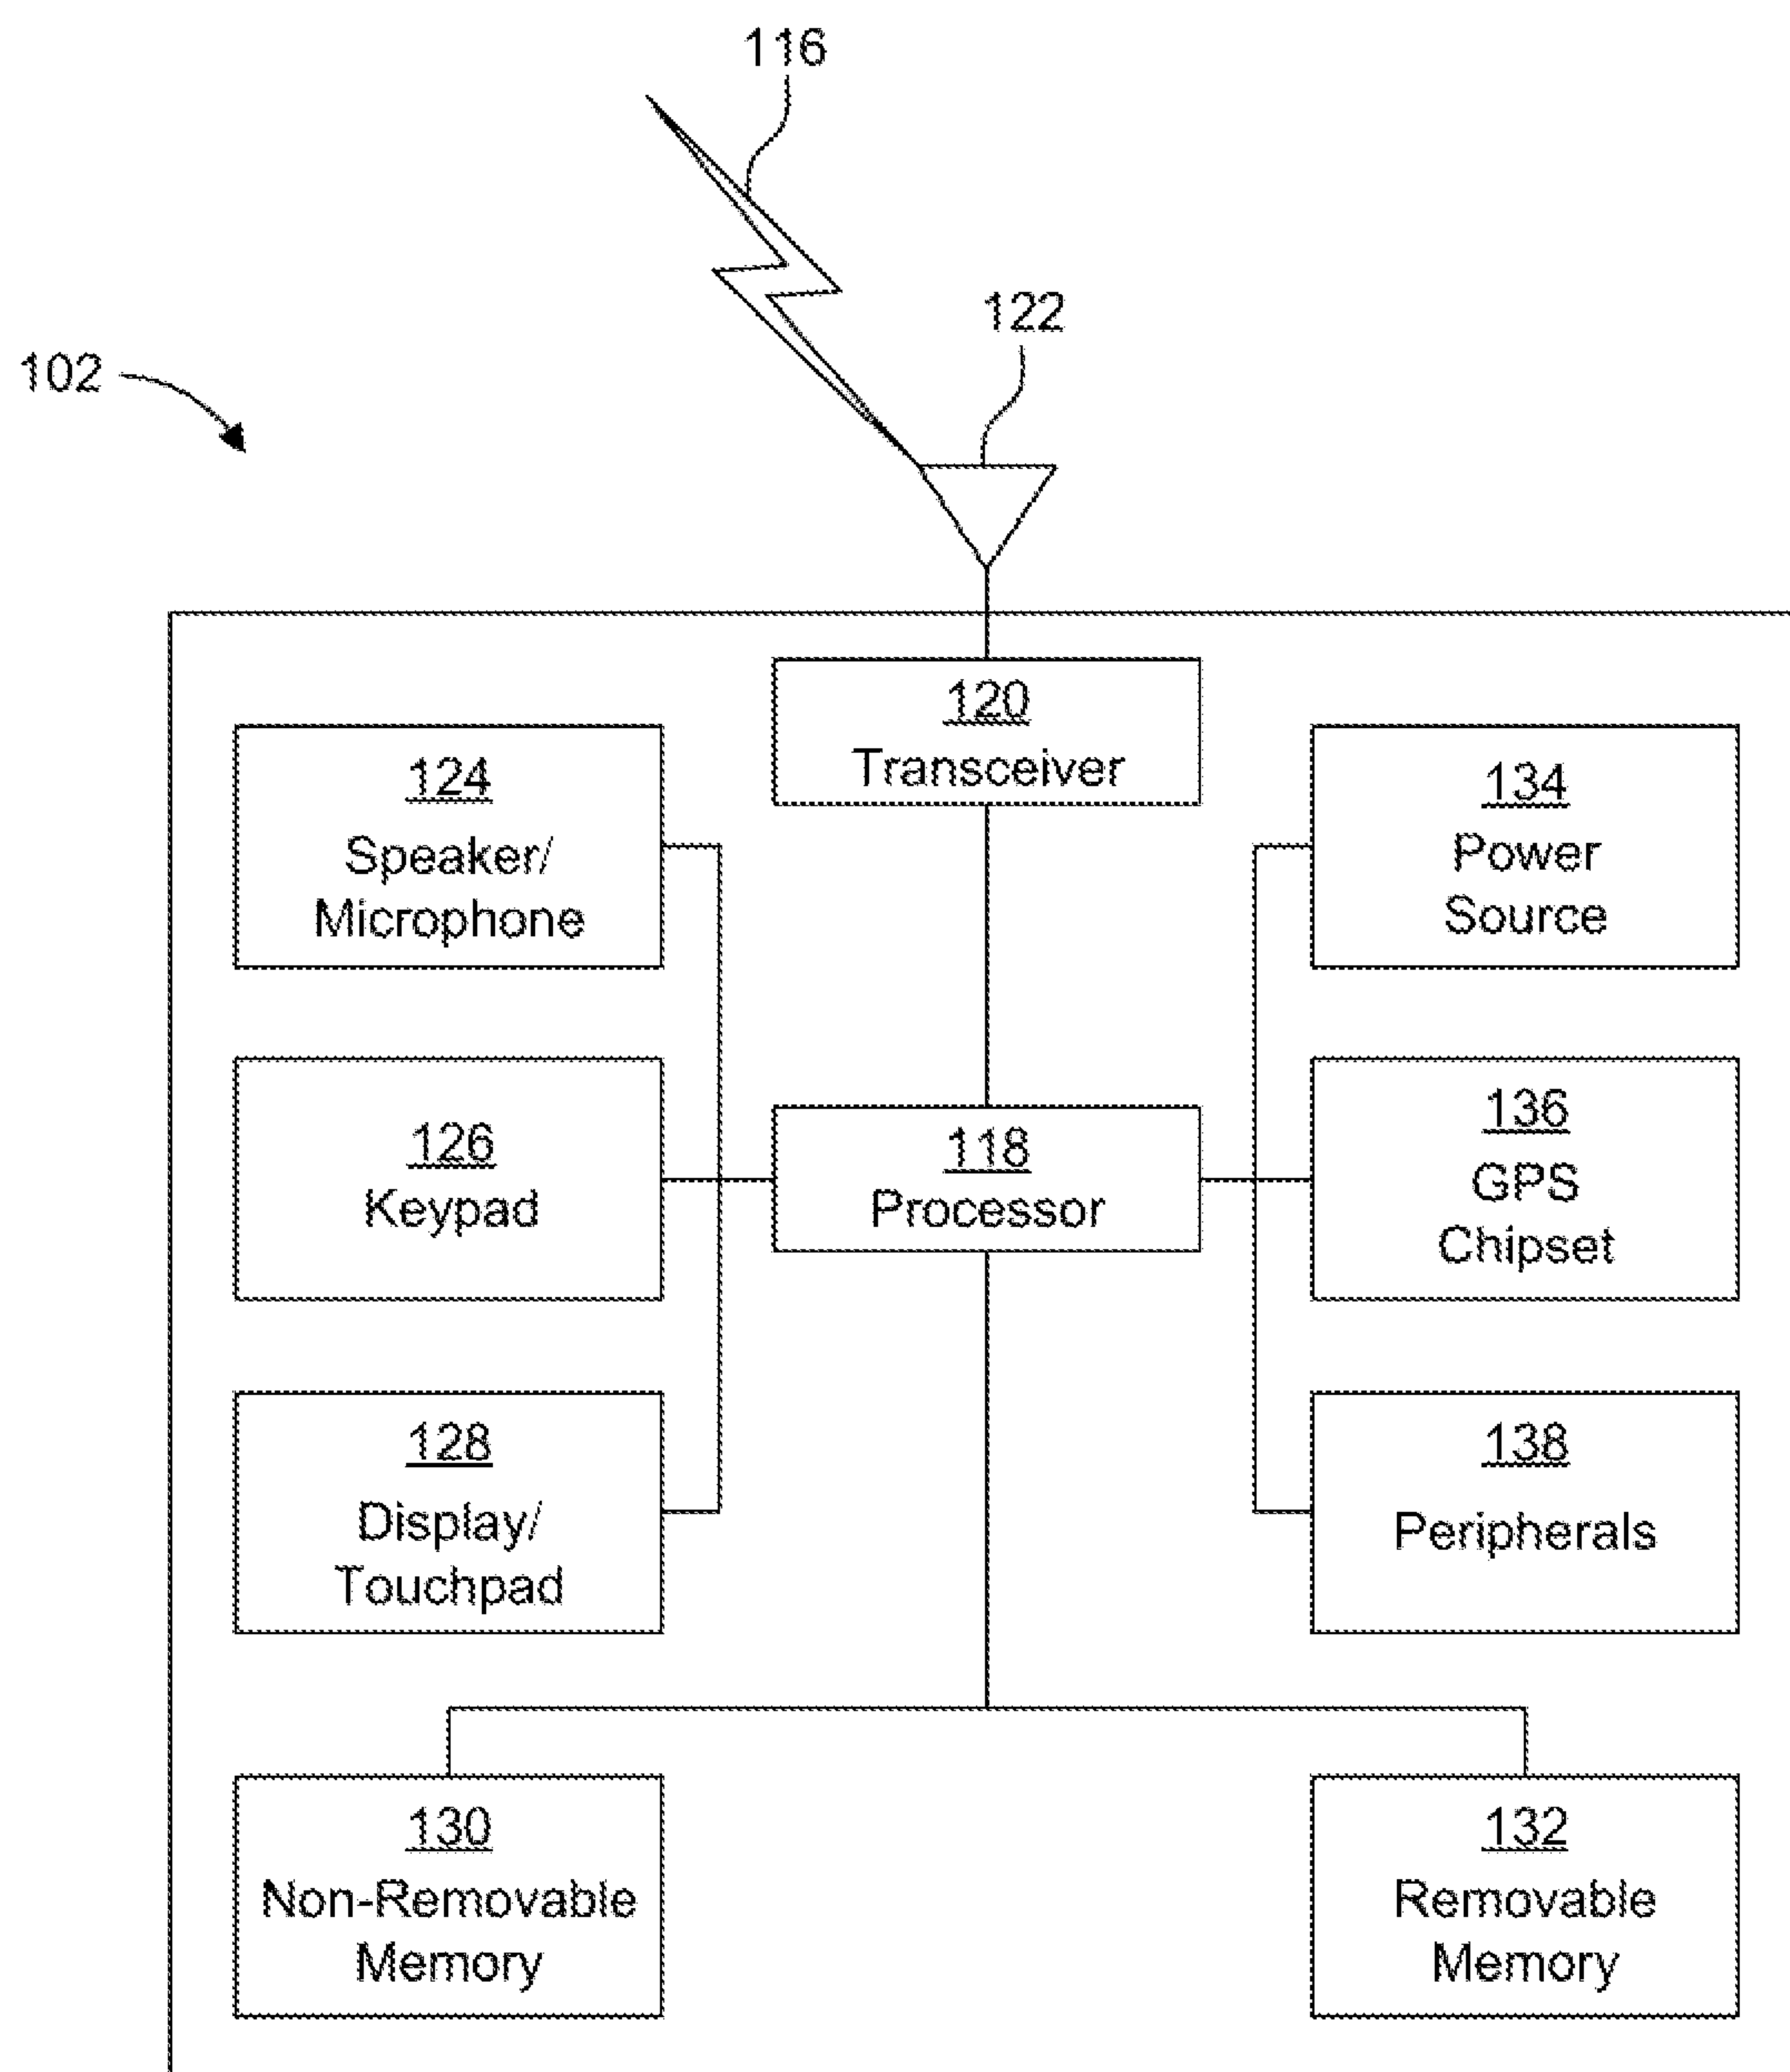 116
122
102
120
Transceiver
124
Speaker/
Microphone
134
Power
Source
126
Keypad
118
Processor
136
GPS
Chipset
128
Display/
Touchpad
138
Peripherals
130
Non-Removable
Memory
132
Removable
Memory